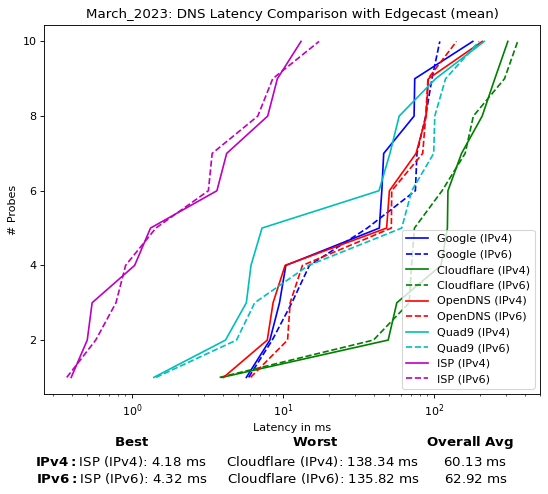 March_2023: DNS Latency Comparison with Edgecast (mean)
10
8
6
4
2
# Probes
Google (IPv4)
Google (IPv6)
Cloudflare (IPv4)
Cloudflare (IPv6)
OpenDNS (IPv4)
OpenDNS (IPv6)
Quad9 (IPv4)
Quad9 (IPv6)
ISP (IPv4)
ISP (IPv6)
10⁰ 10¹ 10²
Latency in ms
Best Worst Overall Avg
IPv4: ISP (IPv4): 4.18 ms Cloudflare (IPv4): 138.34 ms 60.13 ms
IPv6: ISP (IPv6): 4.32 ms Cloudflare (IPv6): 135.82 ms 62.92 ms